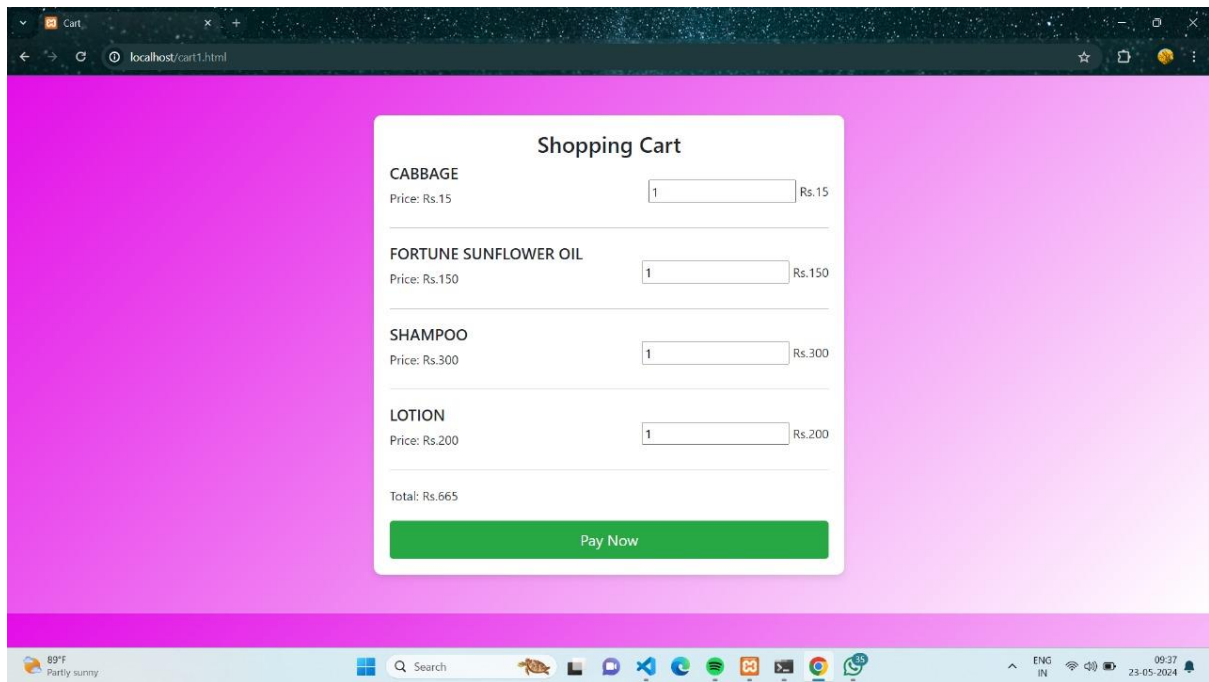 Cart
localhost/cart1.html
Shopping Cart
CABBAGE
Price: Rs.15
1
Rs.15
FORTUNE SUNFLOWER OIL
Price: Rs.150
1
Rs.150
SHAMPOO
Price: Rs.300
1
Rs.300
LOTION
Price: Rs.200
1
Rs.200
Total: Rs.665
Pay Now
89°F
Partly sunny
Search
35
ENG
IN
09:37
23-05-2024